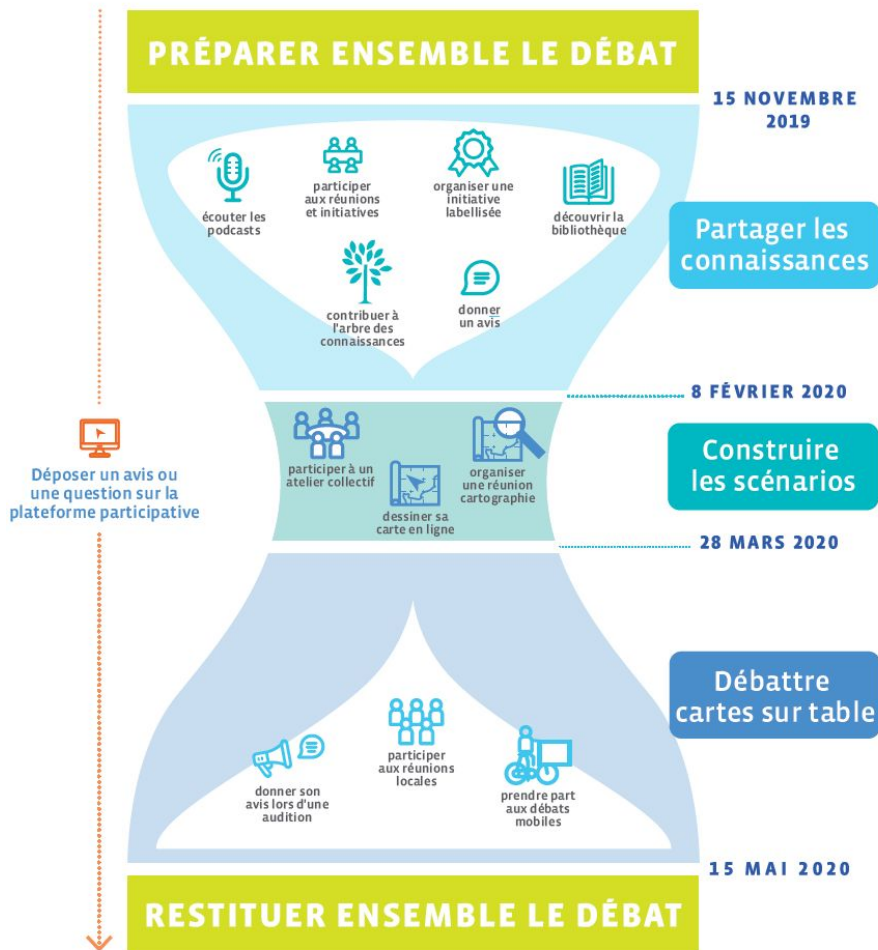 PRÉPARER ENSEMBLE LE DÉBAT
15 NOVEMBRE
2019
écouter les
podcasts
participer
aux réunions
et initiatives
organiser une
initiative
labellisée
découvrir la
bibliothèque
contribuer à
l'arbre des
connaissances
donner
un avis
Partager les
connaissances
8 FÉVRIER 2020
Déposer un avis ou
une question sur la
plateforme participative
participer à un
atelier collectif
dessiner sa
carte en ligne
organiser
une réunion
cartographie
Construire
les scénarios
28 MARS 2020
Débattre
cartes sur table
donner son
avis lors d'une
audition
participer
aux réunions
locales
prendre part
aux débats
mobiles
15 MAI 2020
RESTITUER ENSEMBLE LE DÉBAT